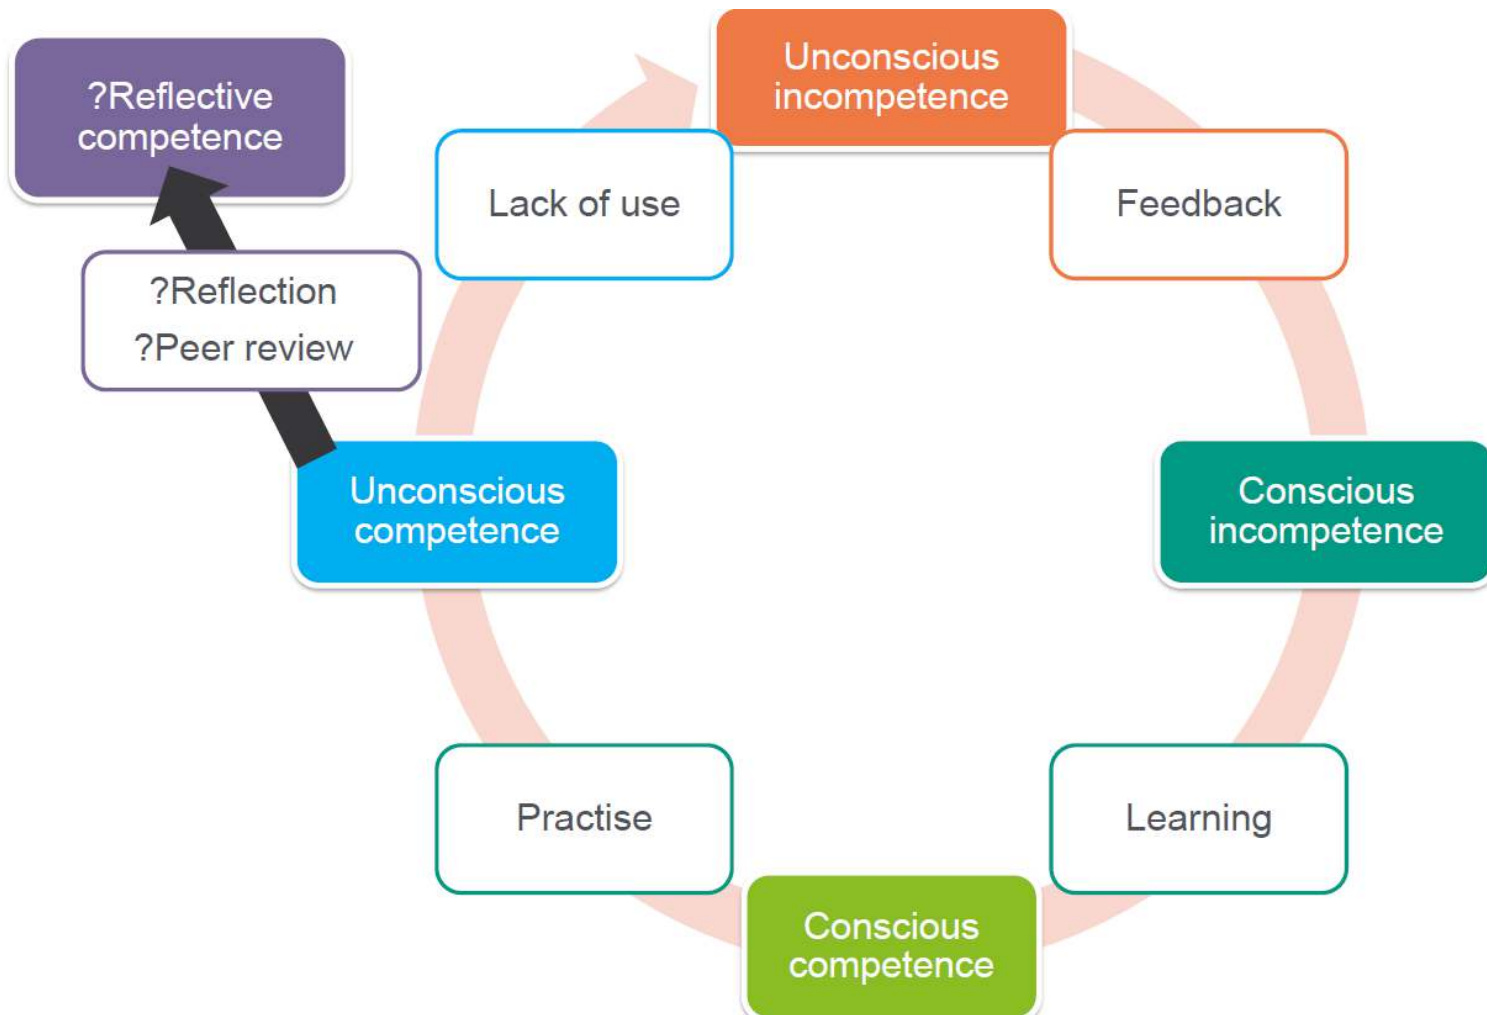 ?Reflective
competence
Unconscious
incompetence
Lack of use
Feedback
?Reflection
?Peer review
Unconscious
competence
Conscious
incompetence
Practise
Learning
Conscious
competence